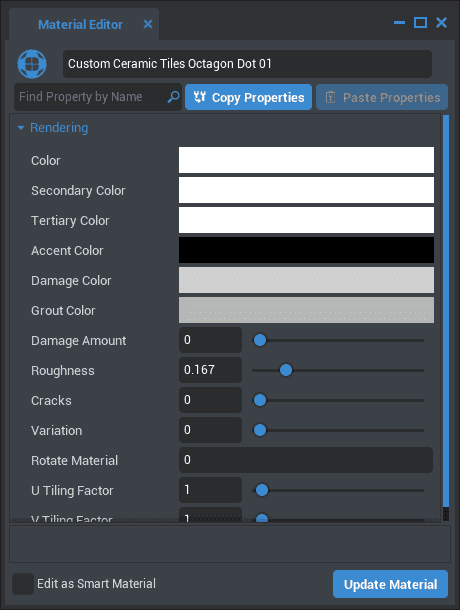 Material Editor
Custom Ceramic Tiles Octagon Dot 01
Find Property by Name Copy Properties Paste Properties
Rendering
Color
Secondary Color
Tertiary Color
Accent Color
Damage Color
Grout Color
Damage Amount 0
Roughness 0.167
Cracks 0
Variation 0
Rotate Material 0
U Tiling Factor 1
V Tiling Factor 1
Edit as Smart Material Update Material